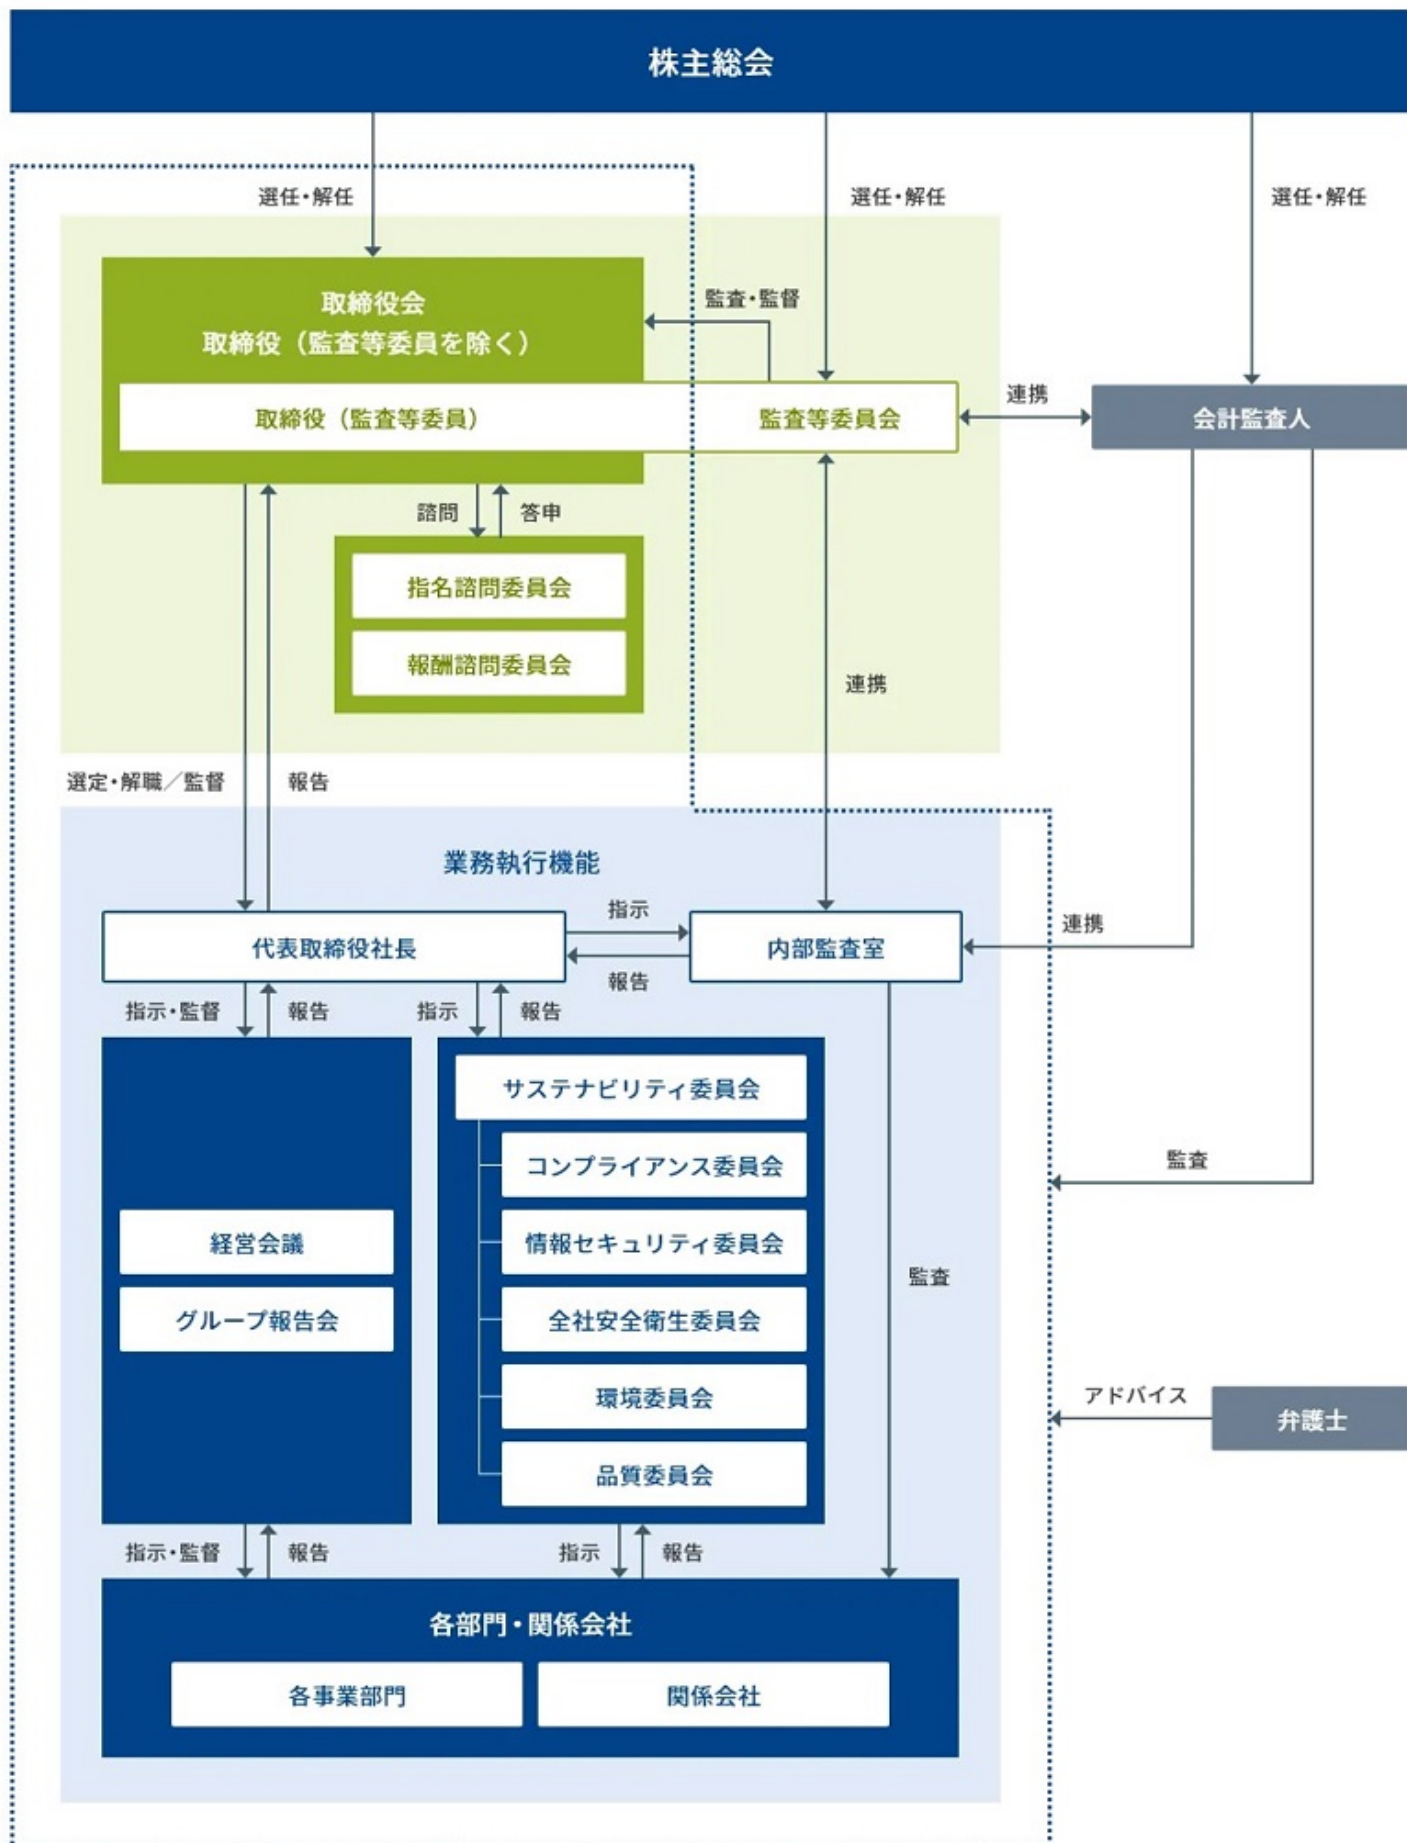 株主総会
選任・解任
選任・解任
選任・解任
取締役会
取締役（監査等委員を除く）
監査・監督
取締役（監査等委員）
監査等委員会
連携
会計監査人
諮問
答申
指名諮問委員会
報酬諮問委員会
連携
選定・解職／監督
報告
業務執行機能
代表取締役社長
指示
報告
内部監査室
連携
指示・監督
報告
指示
報告
経営会議
グループ報告会
サステナビリティ委員会
コンプライアンス委員会
情報セキュリティ委員会
全社安全衛生委員会
環境委員会
品質委員会
監査
監査
アドバイス
弁護士
指示・監督
報告
指示
報告
各部門・関係会社
各事業部門
関係会社